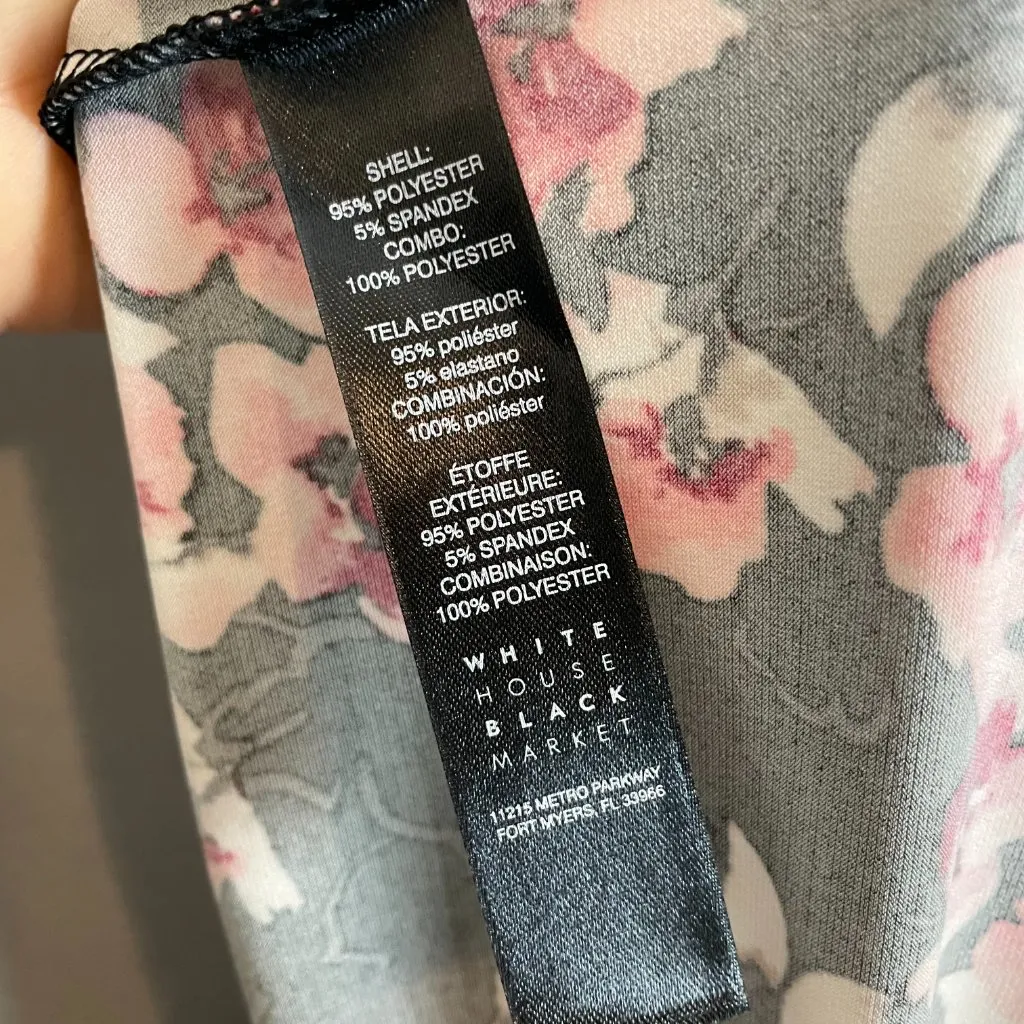 SHELL:
95% POLYESTER
5% SPANDEX
COMBO:
100% POLYESTER
TELA EXTERIOR:
95% poliéster
5% elastano
COMBINACIÓN:
100% poliéster
ÉTOFFE
EXTÉRIEURE:
95% POLYESTER
5% SPANDEX
COMBINAISON:
100% POLYESTER
WHITE
HOUSE
BLACK
MARKET
11215 METRO PARKWAY
FORT MYERS, FL 33966